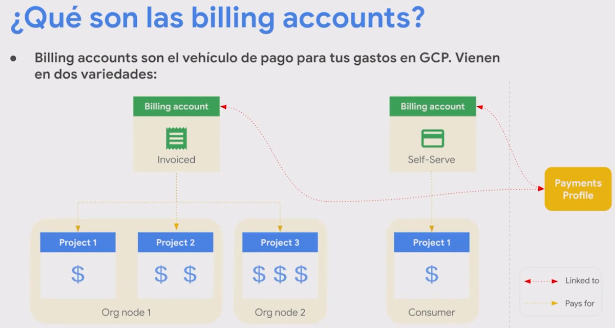 ¿Qué son las billing accounts?
● Billing accounts son el vehículo de pago para tus gastos en GCP. Vienen
en dos variedades:
Billing account
Invoiced
Billing account
Self-Serve
Payments
Profile
Project 1
$
Project 2
$ $
Project 3
$ $ $
Project 1
$
Org node 1
Org node 2
Consumer
Linked to
Pays for